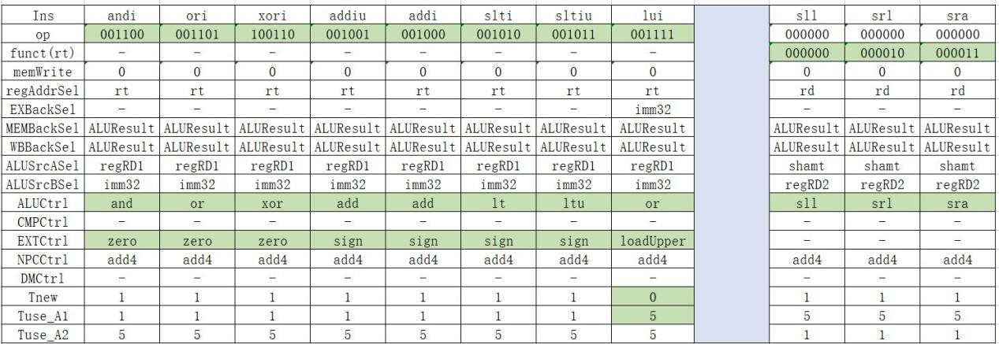 Ins andi ori xori addiu addi slti sltiu lui sll srl sra
op 001100 001101 100110 001001 001000 001010 001011 001111 000000 000000 000000
funct(rt) - - - - - - - - 000000 000010 000011
memWrite 0 0 0 0 0 0 0 0 0 0 0
regAddrSel rt rt rt rt rt rt rt rt rd rd rd
EXBackSel - - - - - - - imm32 - - -
MEMBackSel ALUResult ALUResult ALUResult ALUResult ALUResult ALUResult ALUResult ALUResult ALUResult ALUResult ALUResult
WBBackSel ALUResult ALUResult ALUResult ALUResult ALUResult ALUResult ALUResult ALUResult ALUResult ALUResult ALUResult
ALUSrcASel regRD1 regRD1 regRD1 regRD1 regRD1 regRD1 regRD1 regRD1 shamt shamt shamt
ALUSrcBSel imm32 imm32 imm32 imm32 imm32 imm32 imm32 imm32 regRD2 regRD2 regRD2
ALUCtrl and or xor add add lt ltu or sll srl sra
CMPCtrl - - - - - - - - - - -
EXTCtrl zero zero zero sign sign sign sign loadUpper - - -
NPCCtrl add4 add4 add4 add4 add4 add4 add4 add4 add4 add4 add4
DMCtrl - - - - - - - - - - -
Tnew 1 1 1 1 1 1 1 0 1 1 1
Tuse_A1 1 1 1 1 1 1 1 5 5 5 5
Tuse_A2 5 5 5 5 5 5 5 5 1 1 1